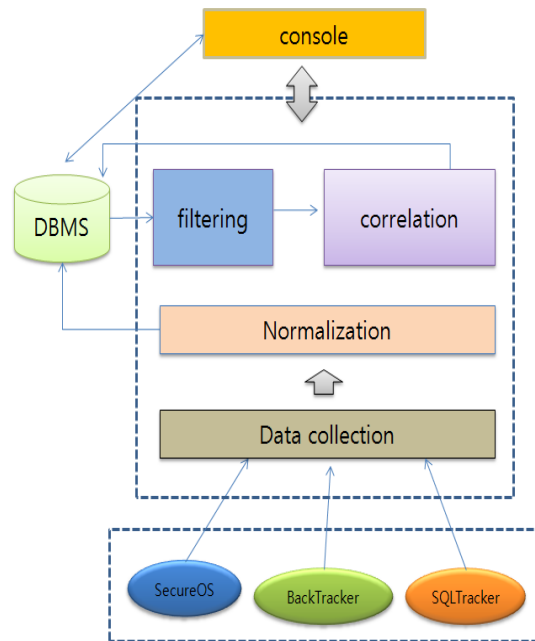 console
DBMS
filtering
correlation
Normalization
Data collection
SecureOS
BackTracker
SQLTracker